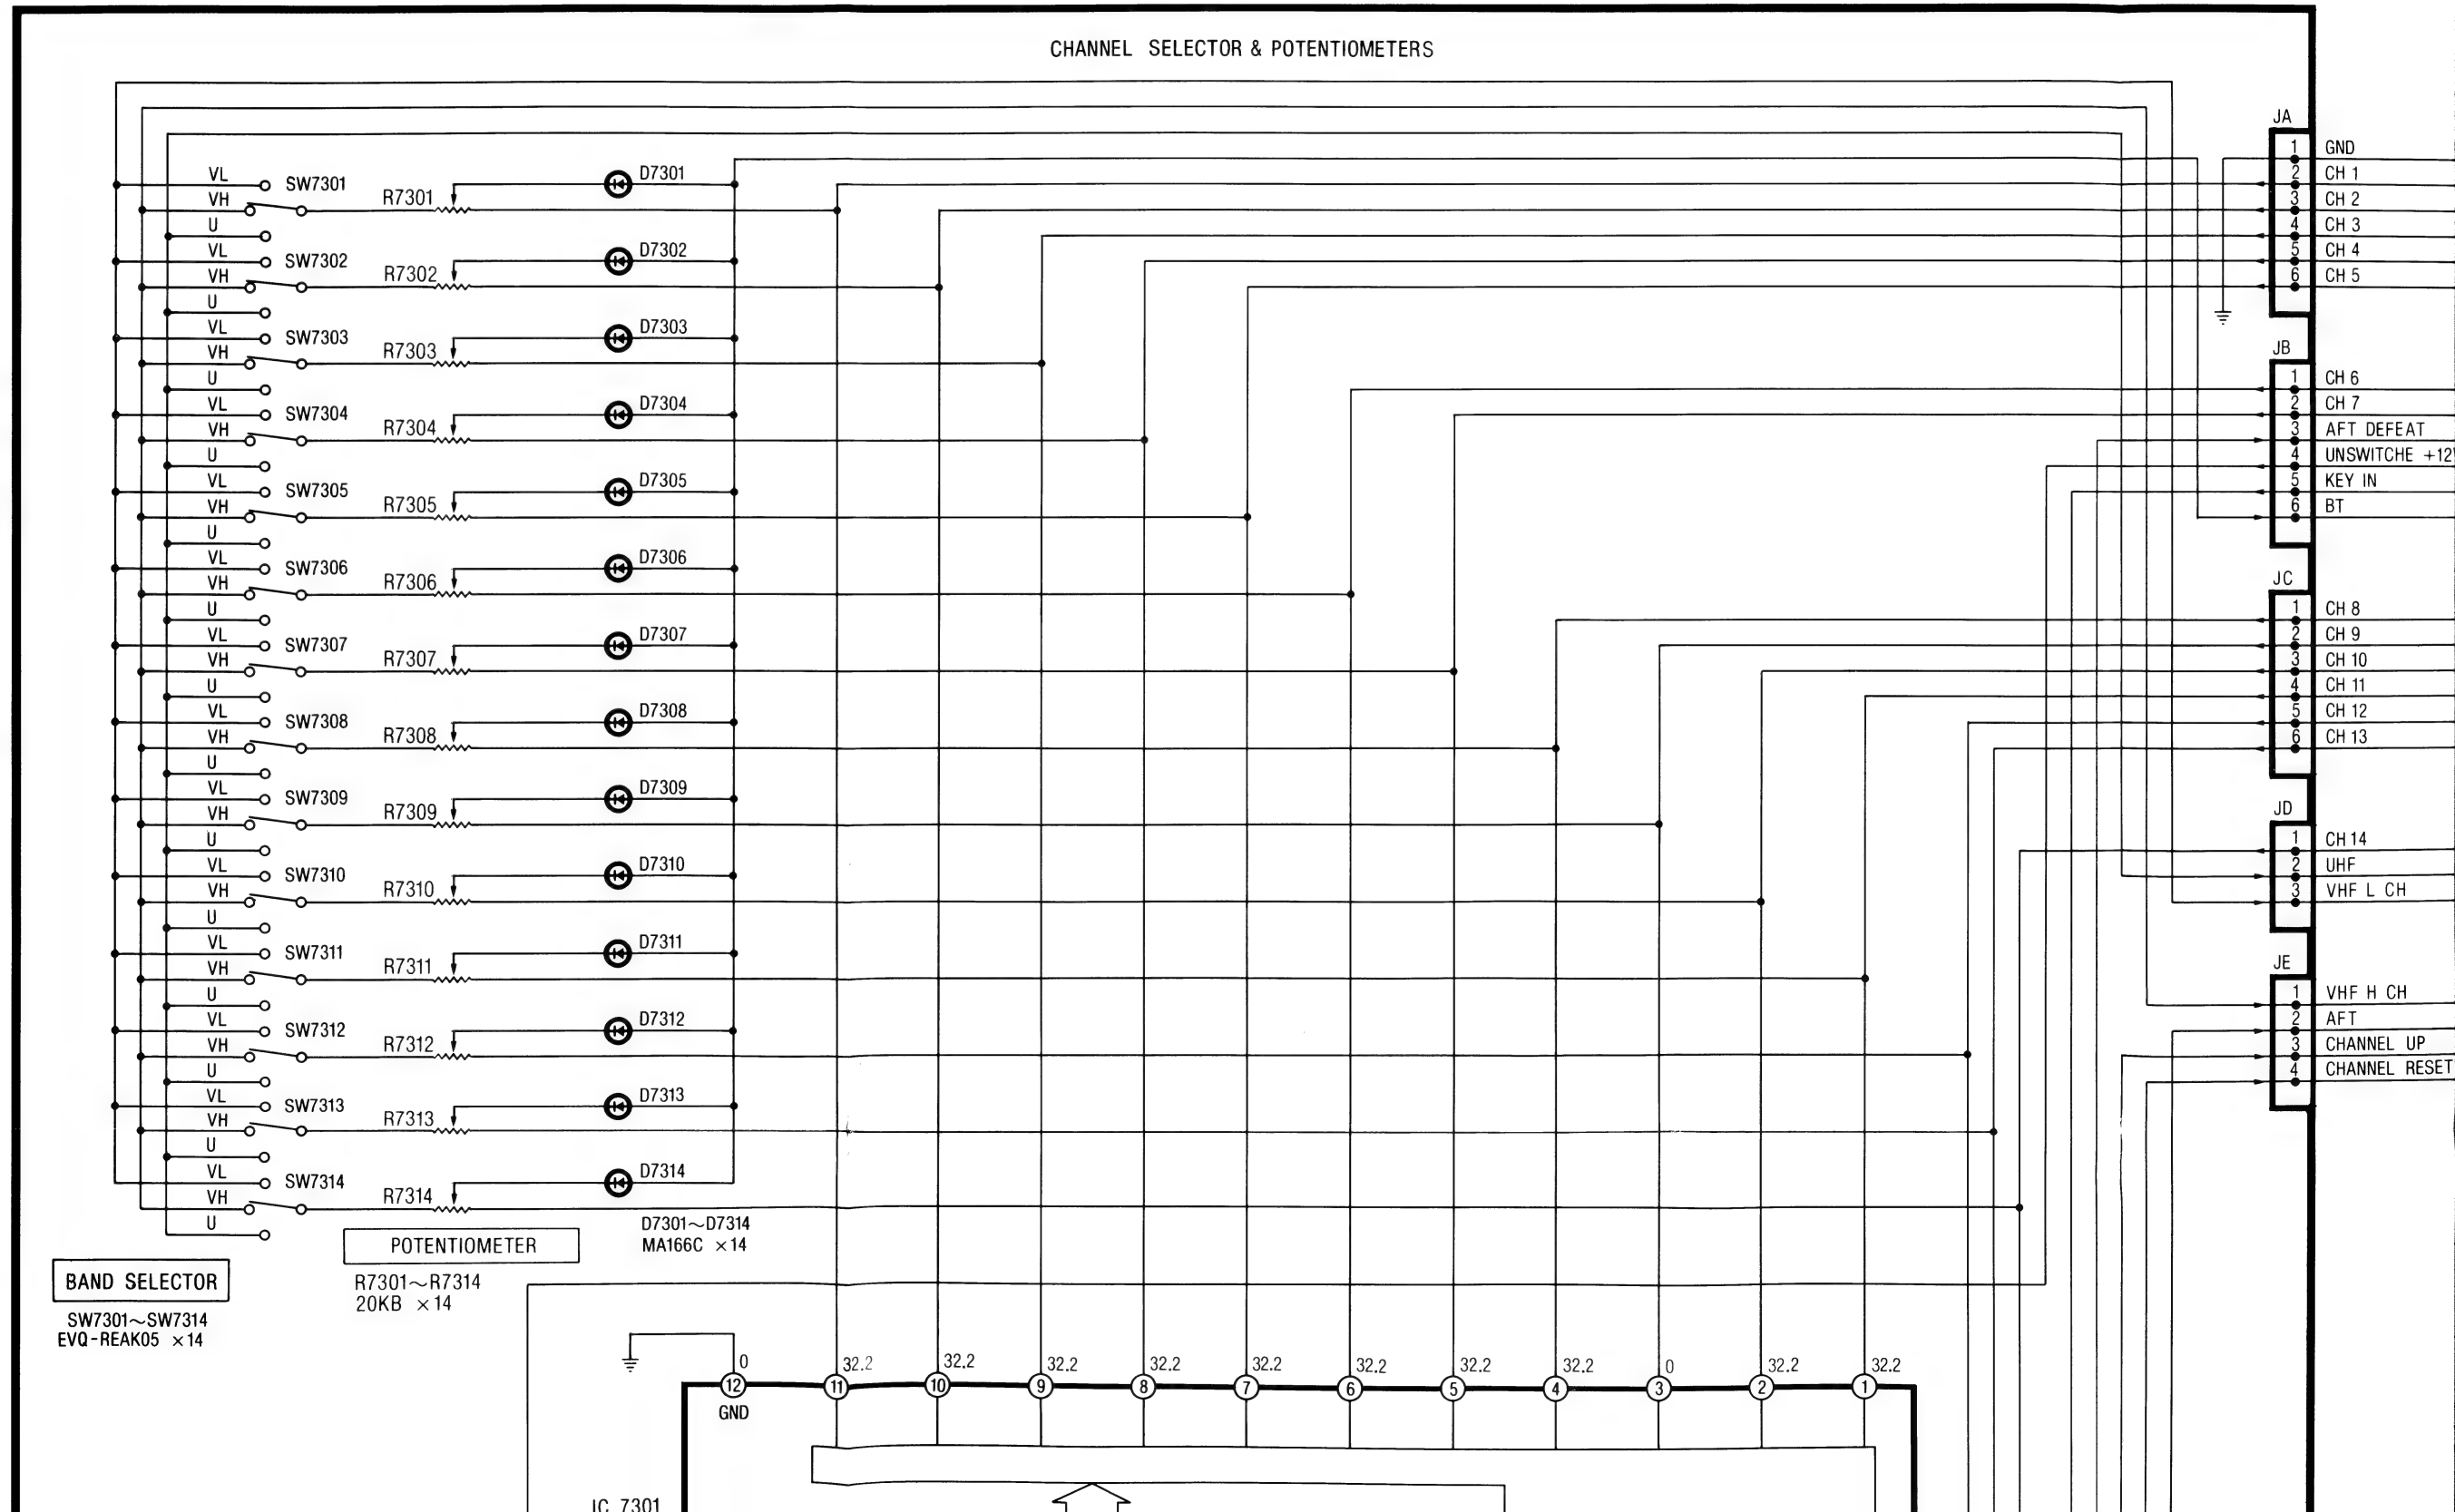 CHANNEL SELECTOR & POTENTIOMETERS
JA
1 GND
2 CH 1
3 CH 2
4 CH 3
5 CH 4
6 CH 5
JB
1 CH 6
2 CH 7
3 AFT DEFEAT
4 UNSWITCHE +12V
5 KEY IN
6 BT
JC
1 CH 8
2 CH 9
3 CH 10
4 CH 11
5 CH 12
6 CH 13
JD
1 CH 14
2 UHF
3 VHF L CH
JE
1 VHF H CH
2 AFT
3 CHANNEL UP
4 CHANNEL RESET
VL SW7301 D7301
VH R7301
U
VL SW7302 D7302
VH R7302
U
VL SW7303 D7303
VH R7303
U
VL SW7304 D7304
VH R7304
U
VL SW7305 D7305
VH R7305
U
VL SW7306 D7306
VH R7306
U
VL SW7307 D7307
VH R7307
U
VL SW7308 D7308
VH R7308
U
VL SW7309 D7309
VH R7309
U
VL SW7310 D7310
VH R7310
U
VL SW7311 D7311
VH R7311
U
VL SW7312 D7312
VH R7312
U
VL SW7313 D7313
VH R7313
U
VL SW7314 D7314
VH R7314
U
BAND SELECTOR
SW7301~SW7314
EVQ-REAK05 ×14
POTENTIOMETER
R7301~R7314
20KB ×14
D7301~D7314
MA166C ×14
0 32.2 32.2 32.2 32.2 32.2 32.2 32.2 32.2 0 32.2 32.2
12 11 10 9 8 7 6 5 4 3 2 1
GND
IC 7301